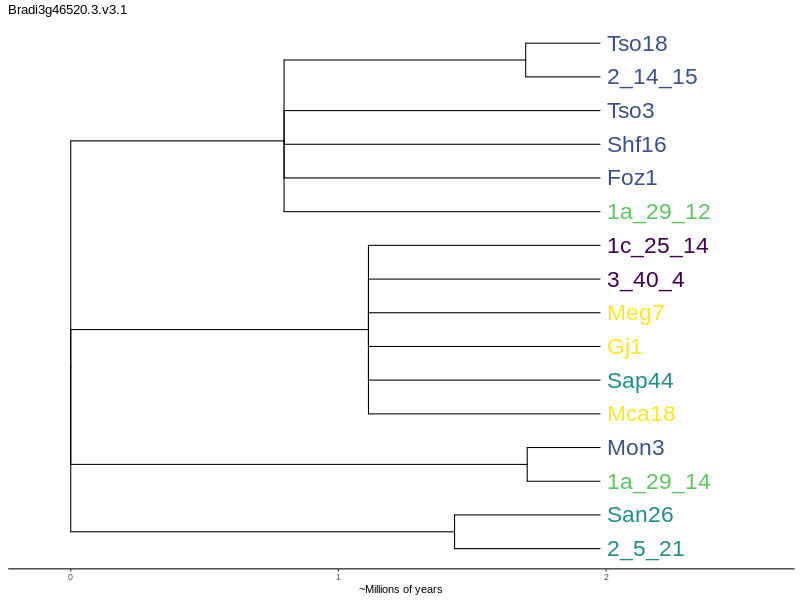 Bradi3g46520.3.v3.1
Tso18
2_14_15
Tso3
Shf16
Foz1
1a_29_12
1c_25_14
3_40_4
Meg7
Gj1
Sap44
Mca18
Mon3
1a_29_14
San26
2_5_21
0 1 2
~Millions of years